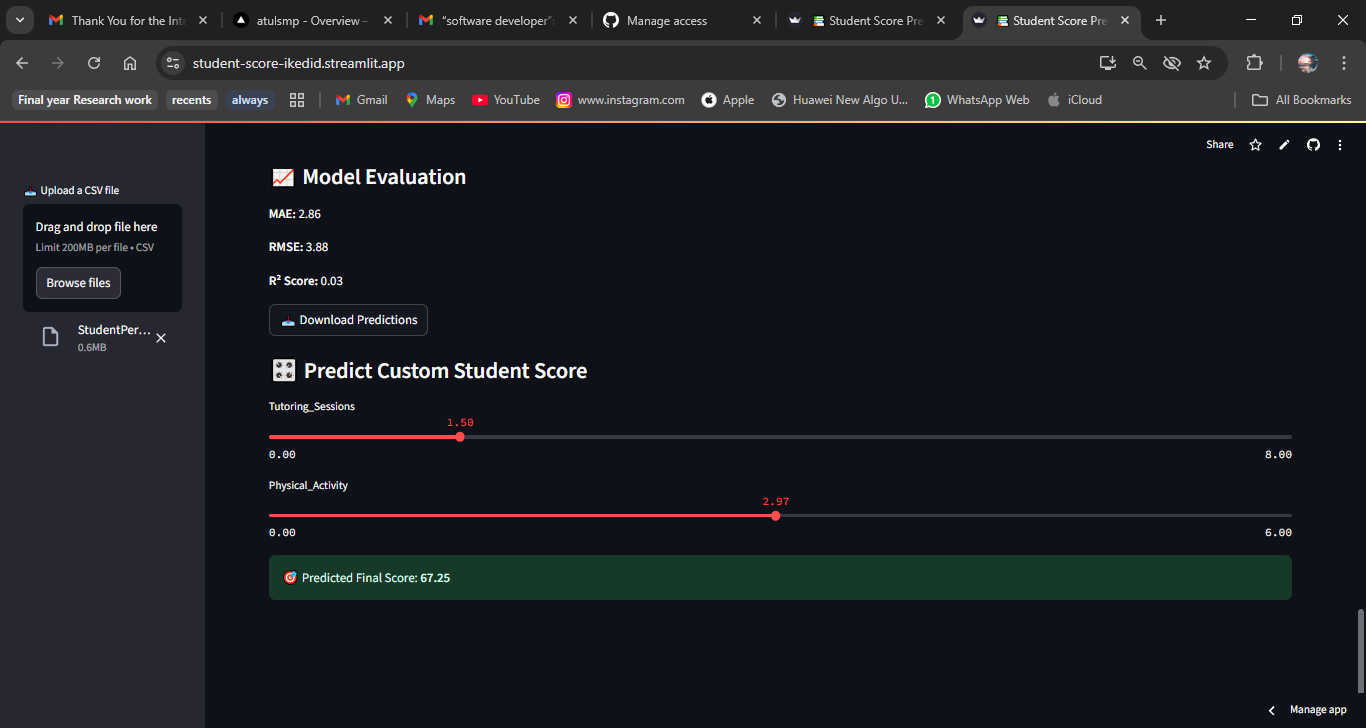 Thank You for the Int
atulsmp - Overview –
"software developer":
Manage access
Student Score Pre
Student Score Pre
student-score-ikedid.streamlit.app
Final year Research work
recents
always
Gmail
Maps
YouTube
www.instagram.com
Apple
Huawei New Algo U...
1
WhatsApp Web
iCloud
All Bookmarks
Share
Upload a CSV file
Drag and drop file here
Limit 200MB per file • CSV
Browse files
StudentPer...
0.6MB
Model Evaluation
MAE: 2.86
RMSE: 3.88
R² Score: 0.03
Download Predictions
Predict Custom Student Score
Tutoring_Sessions
1.50
0.00
8.00
Physical_Activity
2.97
0.00
6.00
Predicted Final Score: 67.25
Manage app